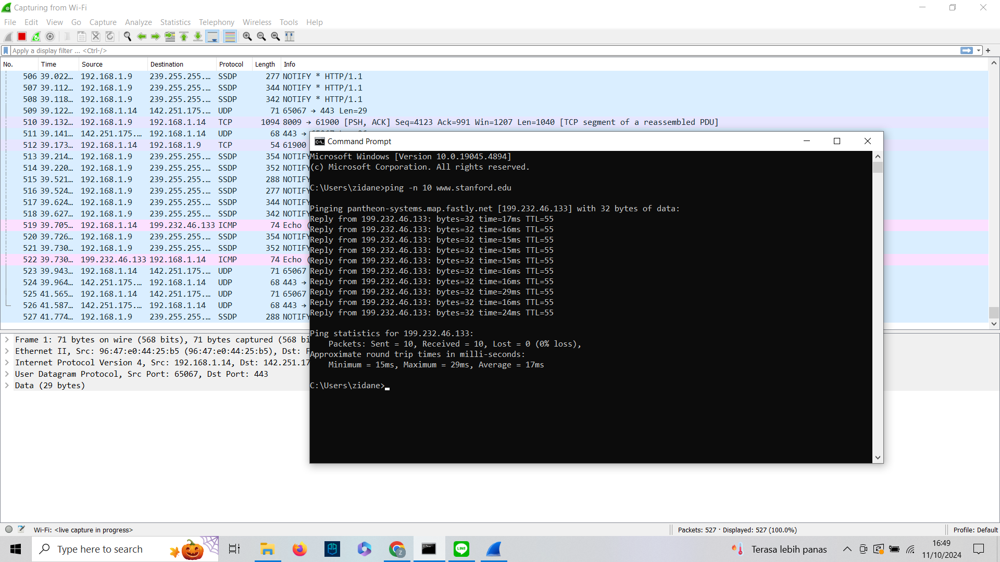 Capturing from Wi-Fi
File Edit View Go Capture Analyze Statistics Telephony Wireless Tools Help
Apply a display filter ... <Ctrl-/>
No. Time Source Destination Protocol Length Info
506 39.022… 192.168.1.9 239.255.255.… SSDP 277 NOTIFY * HTTP/1.1
507 39.112… 192.168.1.9 239.255.255.… SSDP 344 NOTIFY * HTTP/1.1
508 39.118… 192.168.1.9 239.255.255.… SSDP 342 NOTIFY * HTTP/1.1
509 39.122… 192.168.1.14 142.251.175.… UDP 71 65067 → 443 Len=29
510 39.132… 192.168.1.9 192.168.1.14 TCP 1094 8009 → 61900 [PSH, ACK] Seq=4123 Ack=991 Win=1207 Len=1040 [TCP segment of a reassembled PDU]
511 39.141… 142.251.175.… 192.168.1.14 UDP 68 443 →
512 39.173… 192.168.1.14 192.168.1.9 TCP 54 61900
513 39.214… 192.168.1.9 239.255.255.… SSDP 354 NOTIFY
514 39.220… 192.168.1.9 239.255.255.… SSDP 352 NOTIFY
515 39.521… 192.168.1.9 239.255.255.… SSDP 288 NOTIFY
516 39.524… 192.168.1.9 239.255.255.… SSDP 277 NOTIFY
517 39.624… 192.168.1.9 239.255.255.… SSDP 344 NOTIFY
518 39.627… 192.168.1.9 239.255.255.… SSDP 342 NOTIFY
519 39.705… 192.168.1.14 199.232.46.133 ICMP 74 Echo (
520 39.726… 192.168.1.9 239.255.255.… SSDP 354 NOTIFY
521 39.730… 192.168.1.9 239.255.255.… SSDP 352 NOTIFY
522 39.730… 199.232.46.133 192.168.1.14 ICMP 74 Echo (
523 39.943… 192.168.1.14 142.251.175.… UDP 71 65067
524 39.964… 142.251.175.… 192.168.1.14 UDP 68 443 →
525 41.565… 192.168.1.14 142.251.175.… UDP 71 65067
526 41.587… 142.251.175.… 192.168.1.14 UDP 68 443 →
527 41.774… 192.168.1.9 239.255.255.… SSDP 288 NOTIFY
Frame 1: 71 bytes on wire (568 bits), 71 bytes captured (568 bi
Ethernet II, Src: 96:47:e0:44:25:b5 (96:47:e0:44:25:b5), Dst: F
Internet Protocol Version 4, Src: 192.168.1.14, Dst: 142.251.17
User Datagram Protocol, Src Port: 65067, Dst Port: 443
Data (29 bytes)
Command Prompt
Microsoft Windows [Version 10.0.19045.4894]
(c) Microsoft Corporation. All rights reserved.
C:\Users\zidane>ping -n 10 www.stanford.edu
Pinging pantheon-systems.map.fastly.net [199.232.46.133] with 32 bytes of data:
Reply from 199.232.46.133: bytes=32 time=17ms TTL=55
Reply from 199.232.46.133: bytes=32 time=16ms TTL=55
Reply from 199.232.46.133: bytes=32 time=15ms TTL=55
Reply from 199.232.46.133: bytes=32 time=15ms TTL=55
Reply from 199.232.46.133: bytes=32 time=15ms TTL=55
Reply from 199.232.46.133: bytes=32 time=16ms TTL=55
Reply from 199.232.46.133: bytes=32 time=16ms TTL=55
Reply from 199.232.46.133: bytes=32 time=29ms TTL=55
Reply from 199.232.46.133: bytes=32 time=16ms TTL=55
Reply from 199.232.46.133: bytes=32 time=24ms TTL=55
Ping statistics for 199.232.46.133:
Packets: Sent = 10, Received = 10, Lost = 0 (0% loss),
Approximate round trip times in milli-seconds:
Minimum = 15ms, Maximum = 29ms, Average = 17ms
C:\Users\zidane>
Wi-Fi: <live capture in progress>
Packets: 527 · Displayed: 527 (100.0%)
Profile: Default
Type here to search
Terasa lebih panas
16:49
11/10/2024